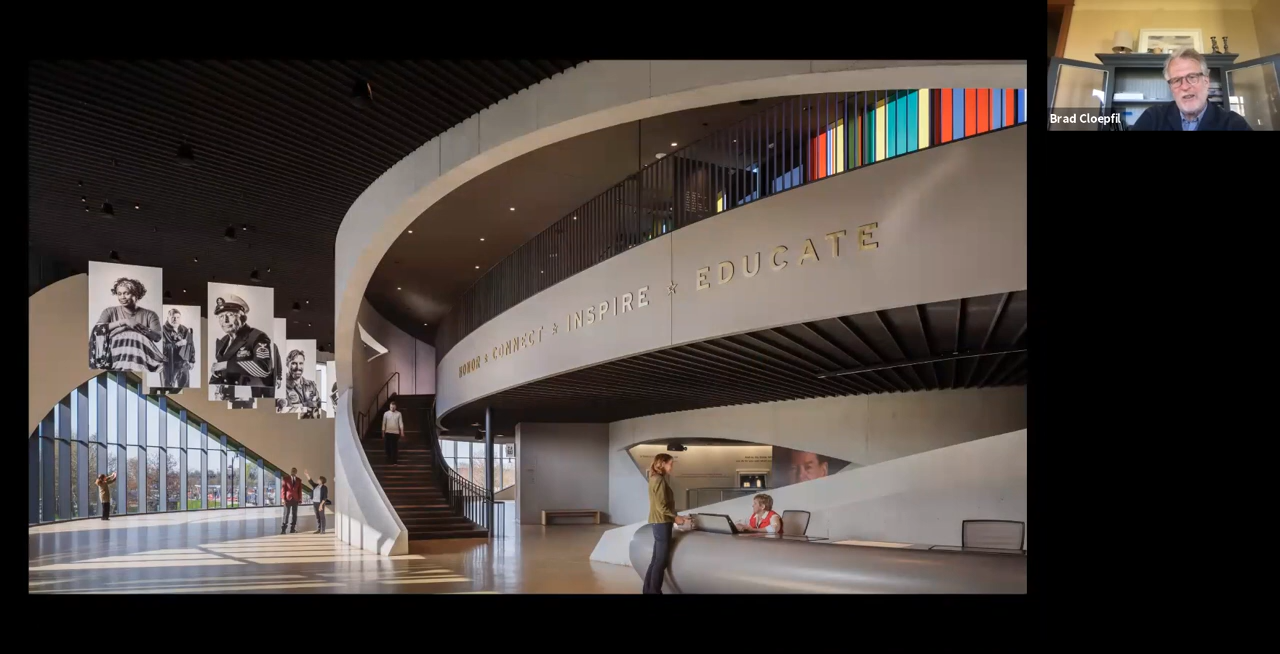 HONOR ☆ CONNECT ☆ INSPIRE ☆ EDUCATE
Brad Cloepfil